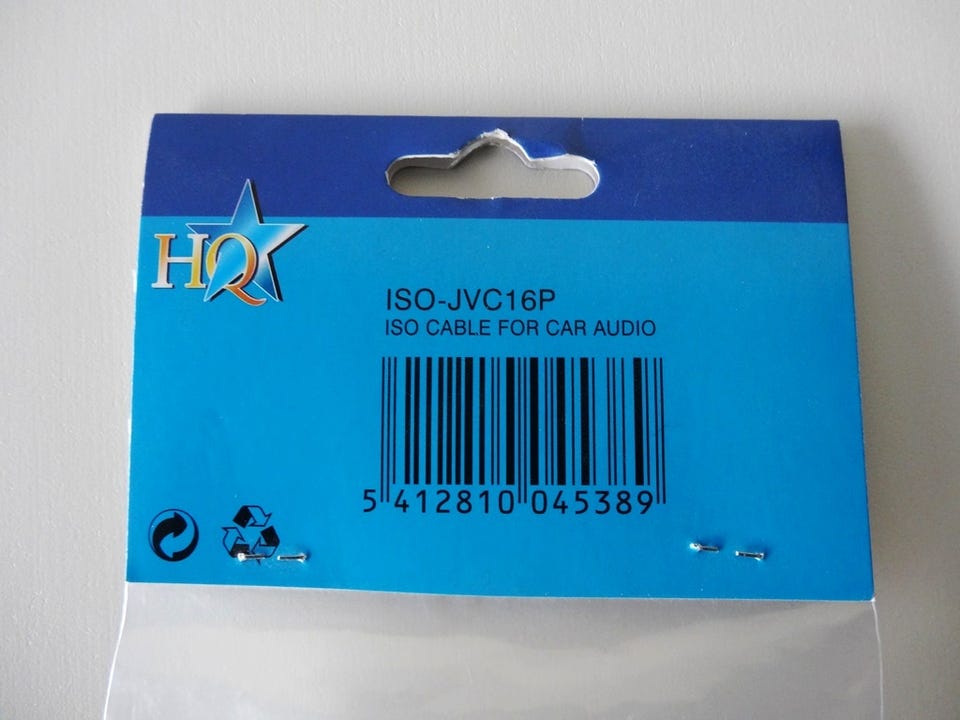 HQ
ISO-JVC16P
ISO CABLE FOR CAR AUDIO
5 412810 045389